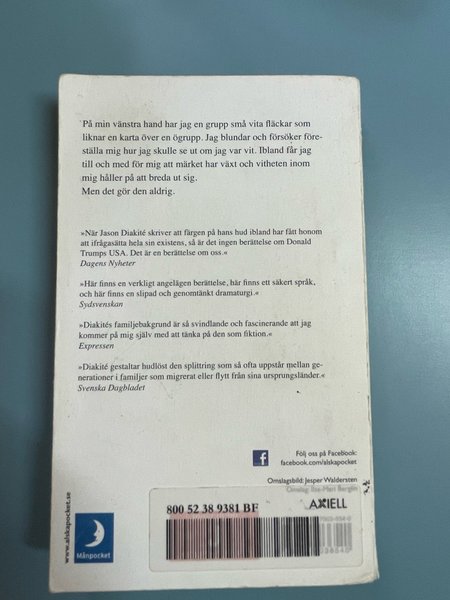 På min vänstra hand har jag en grupp små vita fläckar som
liknar en karta över en ögrupp. Jag blundar och försöker före-
ställa mig hur jag skulle se ut om jag var vit. Ibland får jag
till och med för mig att märket har växt och vitheten inom
mig håller på att breda ut sig.
Men det gör den aldrig.
»När Jason Diakité skriver att färgen på hans hud ibland har fått honom
att ifrågasätta hela sin existens, så är det ingen berättelse om Donald
Trumps USA. Det är en berättelse om oss.«
Dagens Nyheter
»Här finns en verkligt angelägen berättelse, här finns ett säkert språk,
och här finns en slipad och genomtänkt dramaturgi.«
Sydsvenskan
»Diakités familjebakgrund är så svindlande och fascinerande att jag
kommer på mig själv med att tänka på den som fiktion.«
Expressen
»Diakité gestaltar hudlöst den splittring som så ofta uppstår mellan ge-
nerationer i familjer som migrerat eller flytt från sina ursprungsländer.«
Svenska Dagbladet
Följ oss på Facebook:
facebook.com/alskapocket
Omslagsbild: Jesper Waldersten
800 52 38 9381 BF
AXIELL
www.alskapocket.se
Månpocket